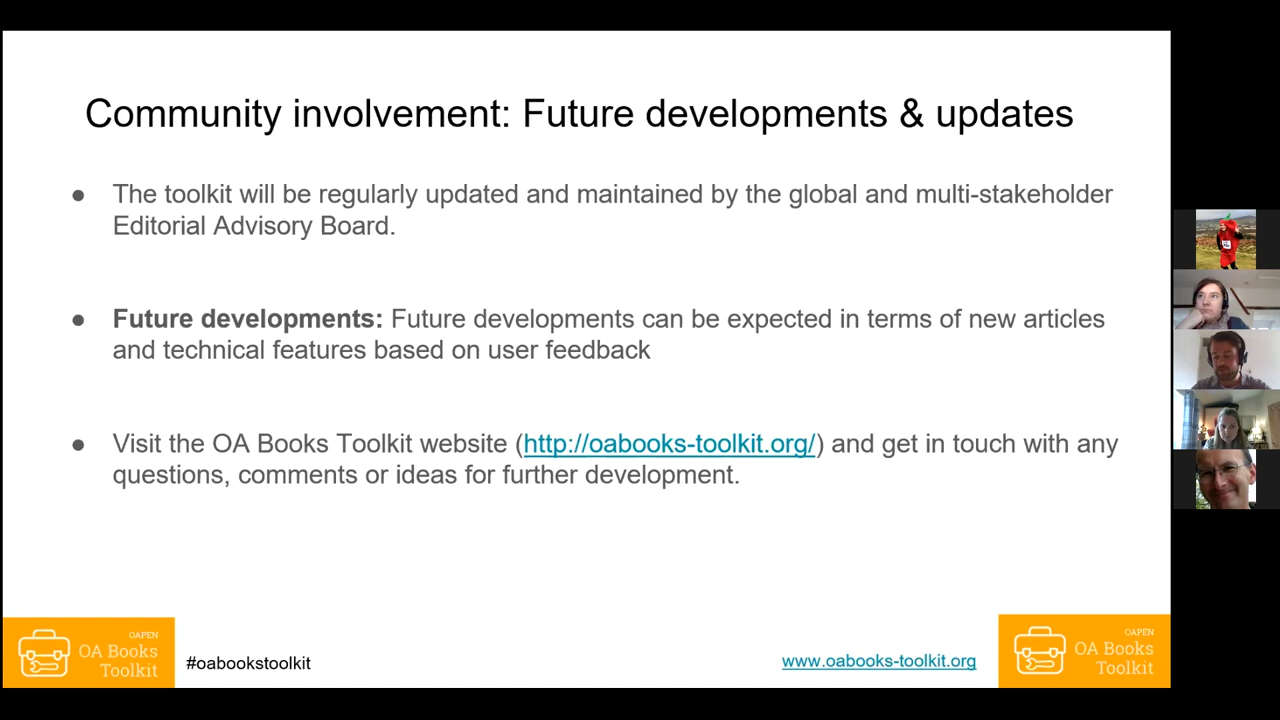 Community involvement: Future developments & updates
● The toolkit will be regularly updated and maintained by the global and multi-stakeholder
Editorial Advisory Board.
● Future developments: Future developments can be expected in terms of new articles
and technical features based on user feedback
● Visit the OA Books Toolkit website (http://oabooks-toolkit.org/) and get in touch with any
questions, comments or ideas for further development.
OAPEN
OA Books
Toolkit
#oabookstoolkit
www.oabooks-toolkit.org
OAPEN
OA Books
Toolkit